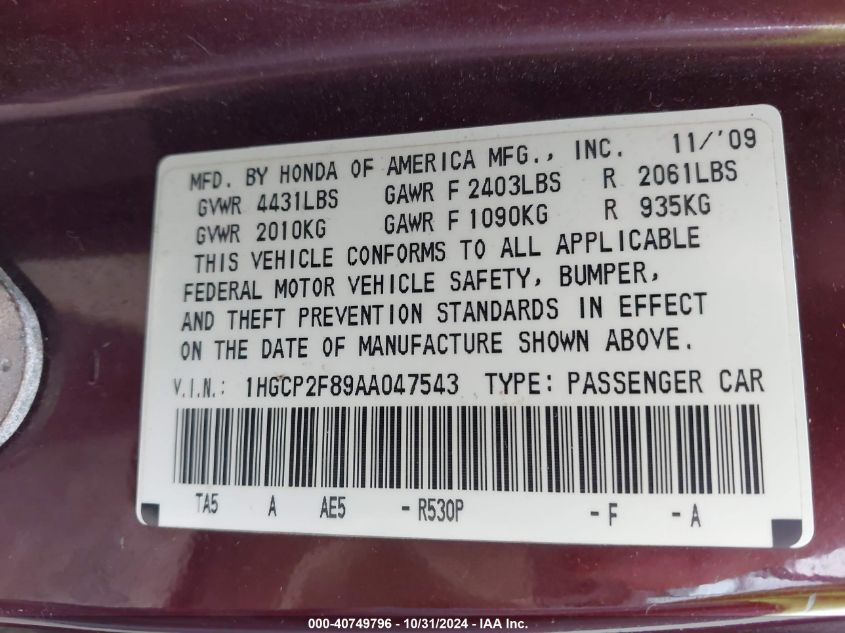 MFD. BY HONDA OF AMERICA MFG., INC. 11/'09
GVWR 4431LBS GAWR F 2403LBS R 2061LBS
GVWR 2010KG GAWR F 1090KG R 935KG
THIS VEHICLE CONFORMS TO ALL APPLICABLE
FEDERAL MOTOR VEHICLE SAFETY, BUMPER,
AND THEFT PREVENTION STANDARDS IN EFFECT
ON THE DATE OF MANUFACTURE SHOWN ABOVE.
V.I.N.: 1HGCP2F89AA047543 TYPE: PASSENGER CAR
TA5 A AE5 -R530P -F -A
000-40749796 - 10/31/2024 - IAA Inc.